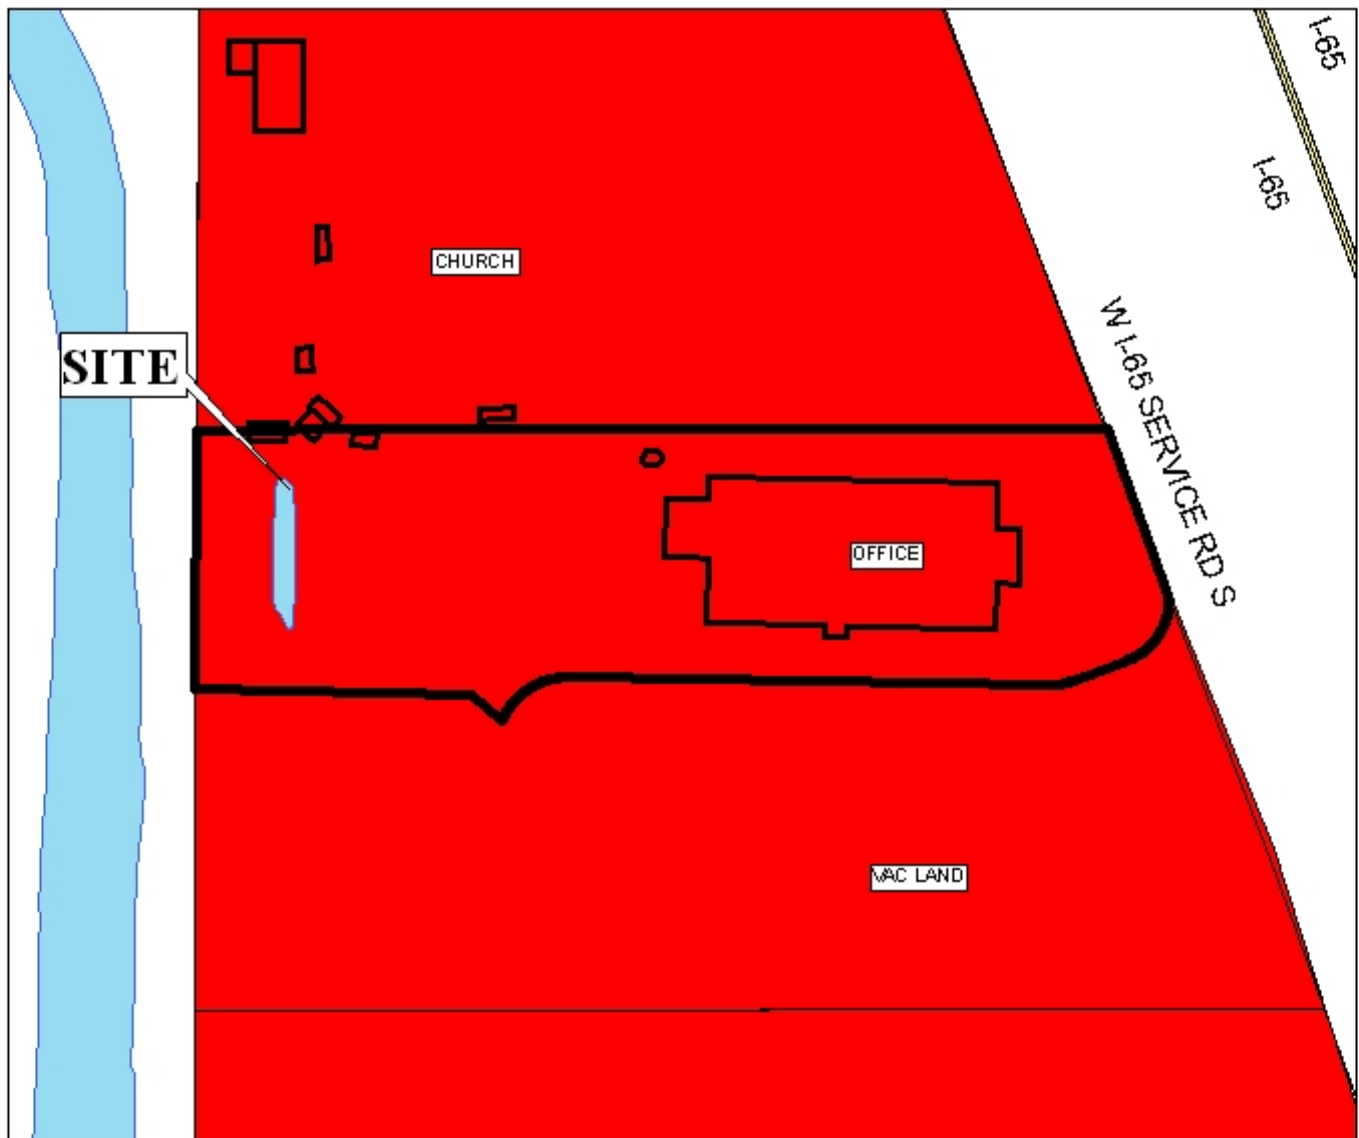 I-65
I-65
CHURCH
W I-65 SERVICE RD S
SITE
OFFICE
VAC LAND